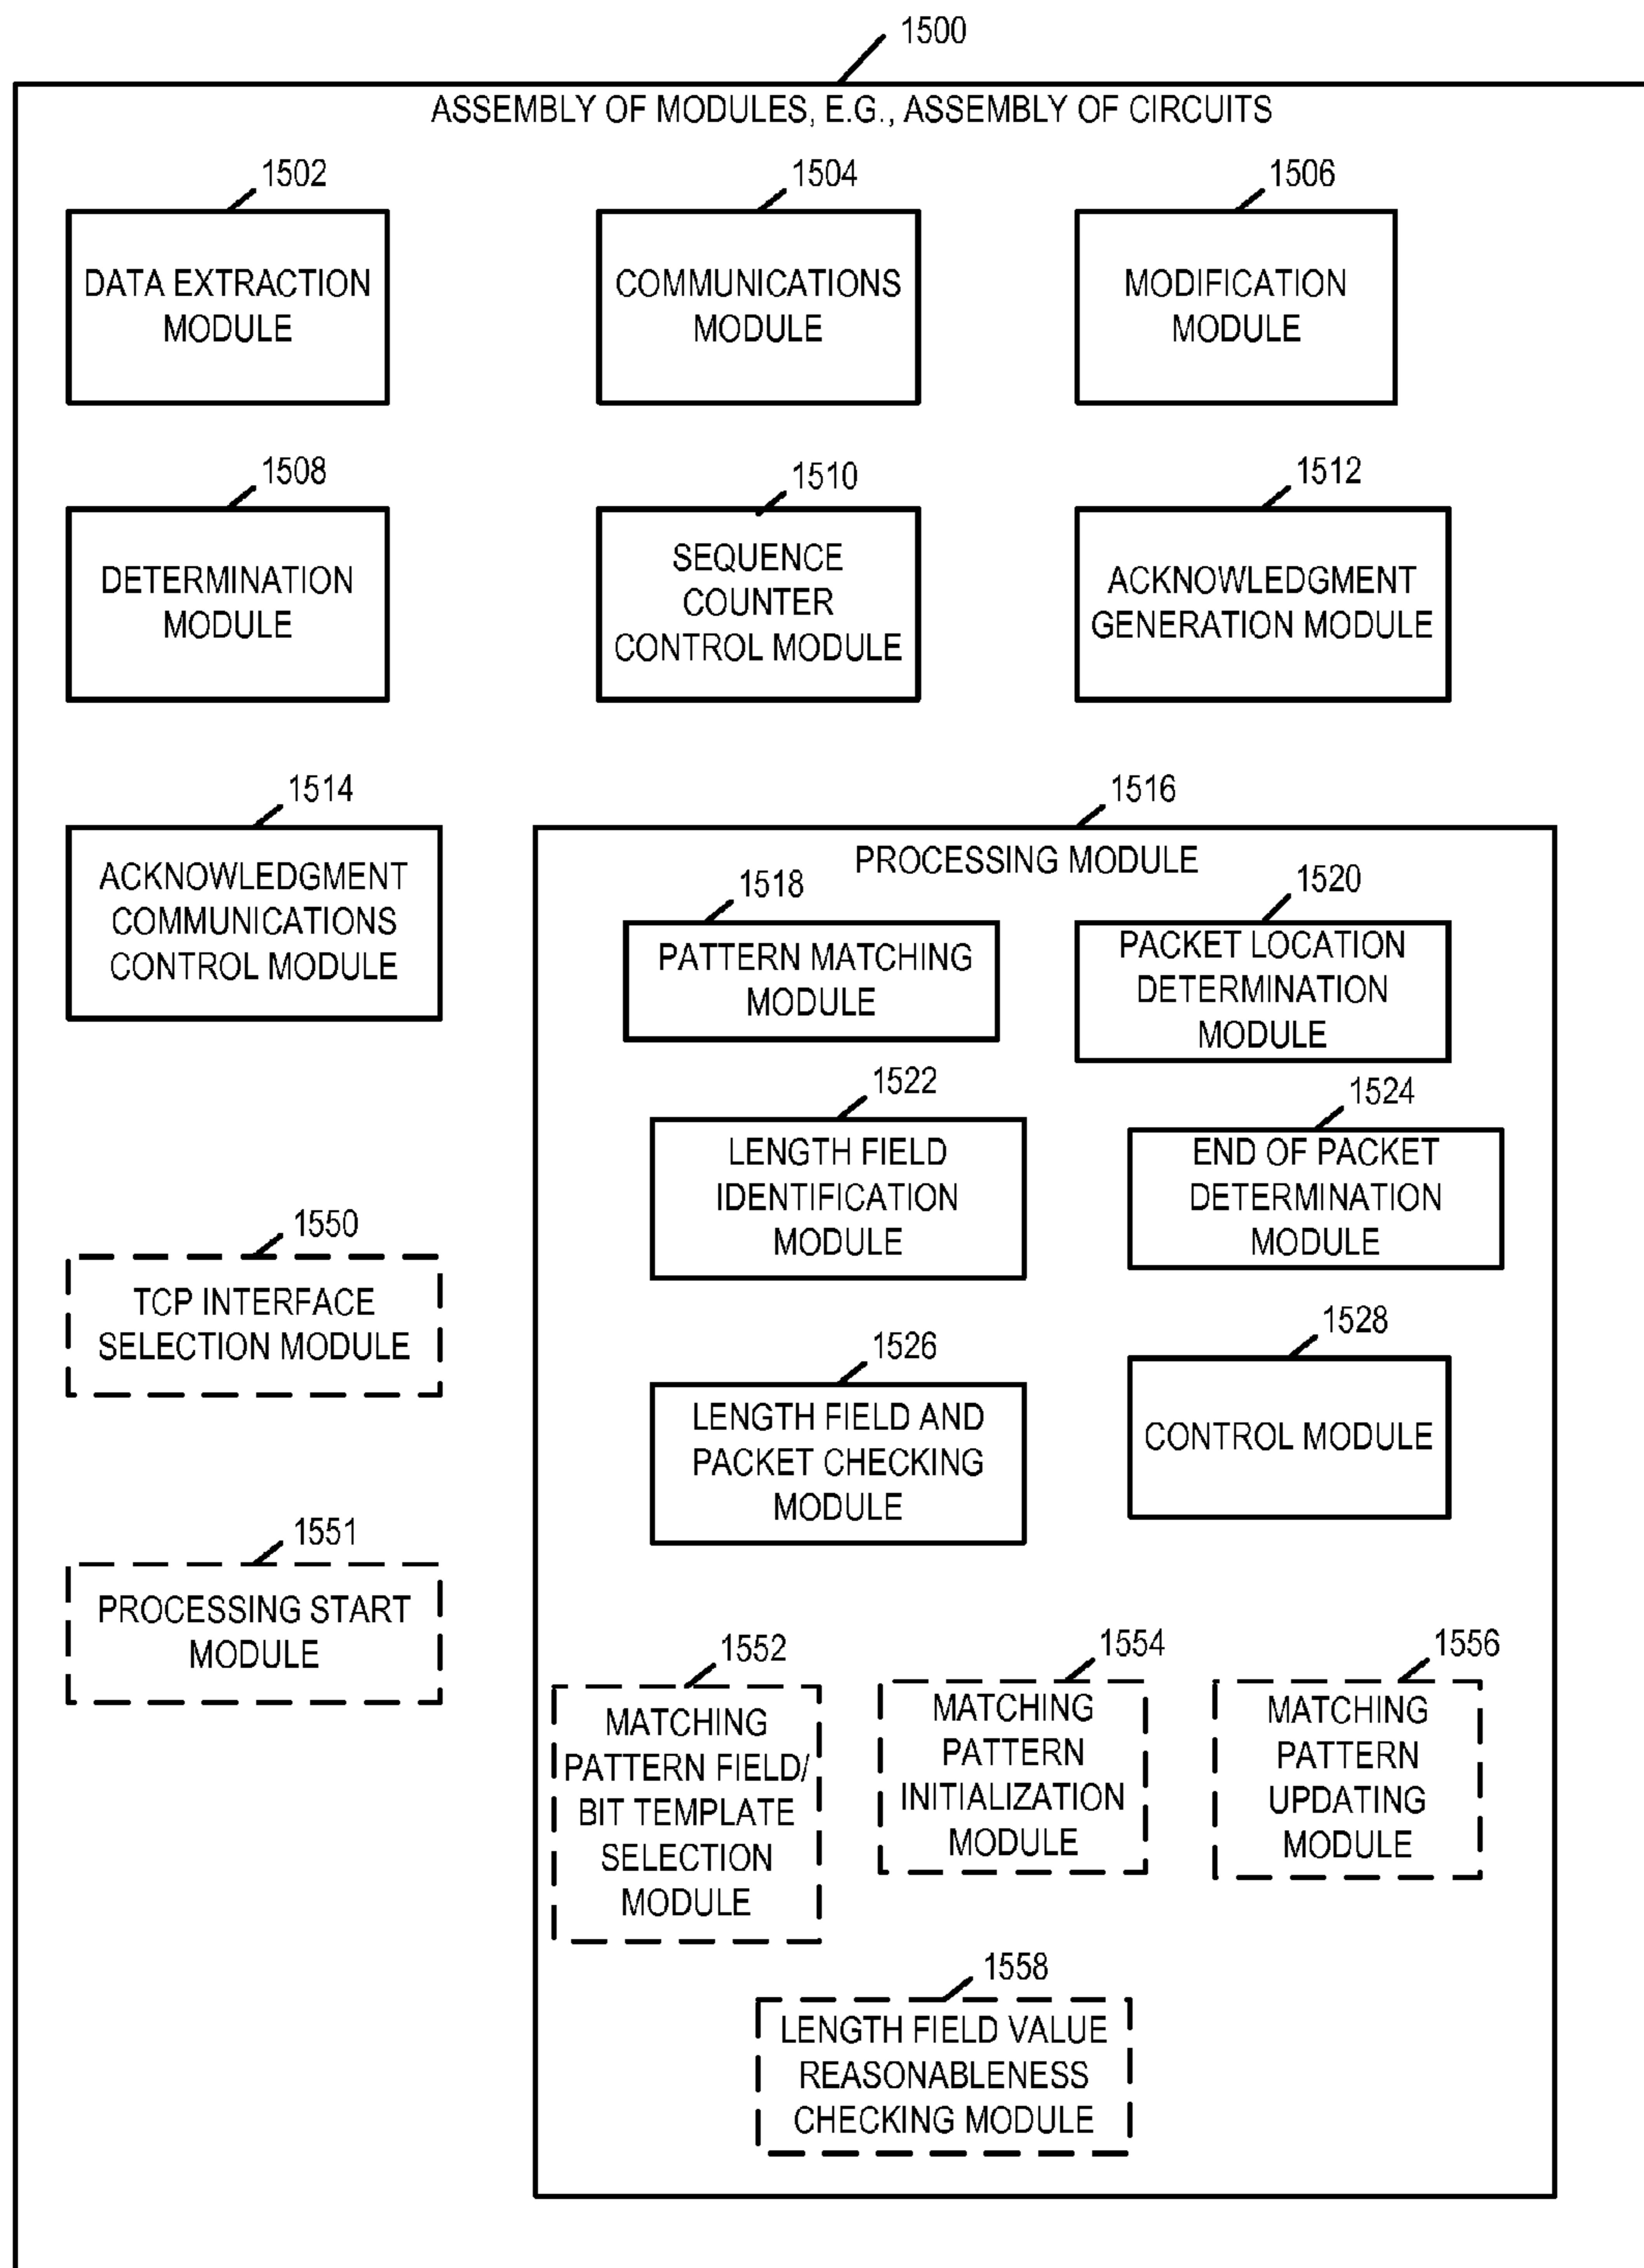 1500
ASSEMBLY OF MODULES, E.G., ASSEMBLY OF CIRCUITS
1502
DATA EXTRACTION
MODULE
1504
COMMUNICATIONS
MODULE
1506
MODIFICATION
MODULE
1508
DETERMINATION
MODULE
1510
SEQUENCE
COUNTER
CONTROL MODULE
1512
ACKNOWLEDGMENT
GENERATION MODULE
1514
ACKNOWLEDGMENT
COMMUNICATIONS
CONTROL MODULE
1516
PROCESSING MODULE
1518
PATTERN MATCHING
MODULE
1520
PACKET LOCATION
DETERMINATION
MODULE
1522
LENGTH FIELD
IDENTIFICATION
MODULE
1524
END OF PACKET
DETERMINATION
MODULE
1550
TCP INTERFACE
SELECTION MODULE
1526
LENGTH FIELD AND
PACKET CHECKING
MODULE
1528
CONTROL MODULE
1551
PROCESSING START
MODULE
1552
MATCHING
PATTERN FIELD/
BIT TEMPLATE
SELECTION
MODULE
1554
MATCHING
PATTERN
INITIALIZATION
MODULE
1556
MATCHING
PATTERN
UPDATING
MODULE
1558
LENGTH FIELD VALUE
REASONABLENESS
CHECKING MODULE